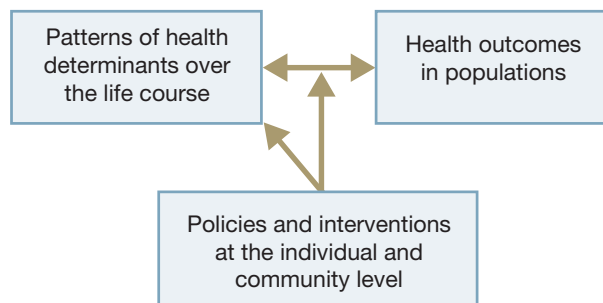 Patterns of health
determinants over
the life course
Health outcomes
in populations
Policies and interventions
at the individual and
community level